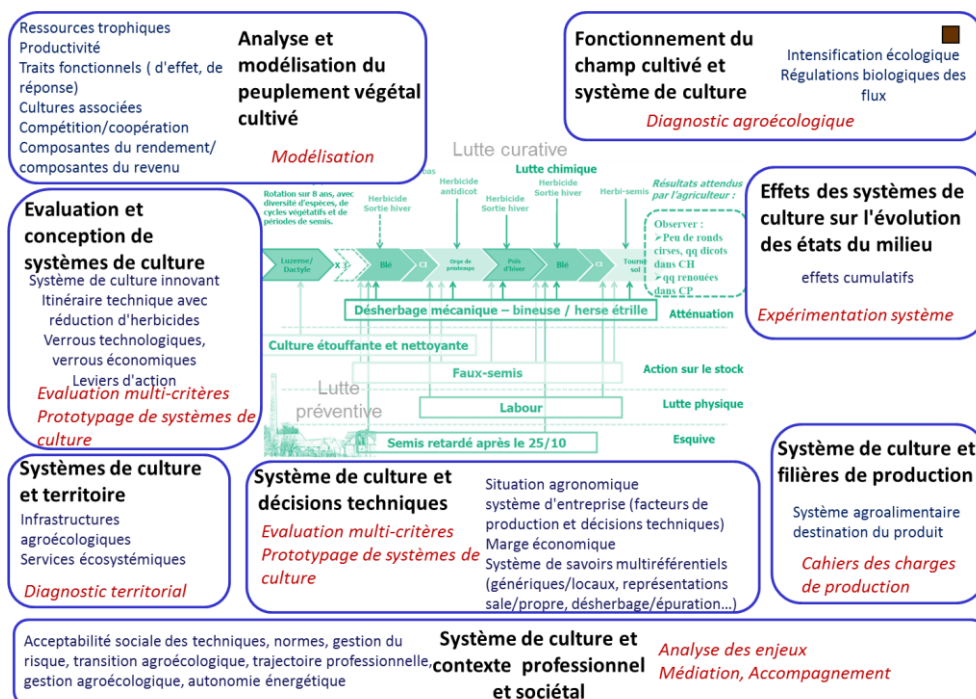 Ressources trophiques
Productivité
Traits fonctionnels ( d'effet, de
réponse)
Cultures associées
Compétition/coopération
Composantes du rendement/
composantes du revenu
Analyse et
modélisation du
peuplement végétal
cultivé
Modélisation
Fonctionnement du
champ cultivé et
système de culture
Intensification écologique
Régulations biologiques des
flux
Diagnostic agroécologique
Lutte curative
Lutte chimique
Rotation sur 8 ans, avec
diversité d'espèces, de
cycles végétatifs et de
périodes de semis.
Herbicide
Sortie hiver
Herbicide
antidicot
Herbicide
Sortie hiver
Herbicide
Sortie hiver
Herbi-semis
Résultats attendus
par l'agriculteur :
Observer :
➢Peu de ronds
cirses, qq dicots
dans CH
➢ qq renouées
dans CP
Luzerne/
Dactyle
Blé
CI
Orge de
printemps
Pois
d'hiver
Blé
CI
Tourne
sol
Désherbage mécanique – bineuse / herse étrille
Atténuation
Culture étouffante et nettoyante
Faux-semis
Action sur le stock
Lutte
préventive
Labour
Lutte physique
Semis retardé après le 25/10
Esquive
Evaluation et
conception de
systèmes de culture
Système de culture innovant
Itinéraire technique avec
réduction d'herbicides
Verrous technologiques,
verrous économiques
Leviers d'action
Evaluation multi-critères
Prototypage de systèmes de
culture
Effets des systèmes de
culture sur l'évolution
des états du milieu
effets cumulatifs
Expérimentation système
Systèmes de culture
et territoire
Infrastructures
agroécologiques
Services écosystémiques
Diagnostic territorial
Système de culture et
décisions techniques
Evaluation multi-critères
Prototypage de systèmes de
culture
Situation agronomique
système d'entreprise (facteurs de
production et décisions techniques)
Marge économique
Système de savoirs multiréférentiels
(génériques/locaux, représentations
sale/propre, désherbage/épuration...)
Système de culture et
filières de production
Système agroalimentaire
destination du produit
Cahiers des charges
de production
Acceptabilité sociale des techniques, normes, gestion du
risque, transition agroécologique, trajectoire professionnelle,
gestion agroécologique, autonomie énergétique
Système de culture et
contexte professionnel
et sociétal
Analyse des enjeux
Médiation, Accompagnement